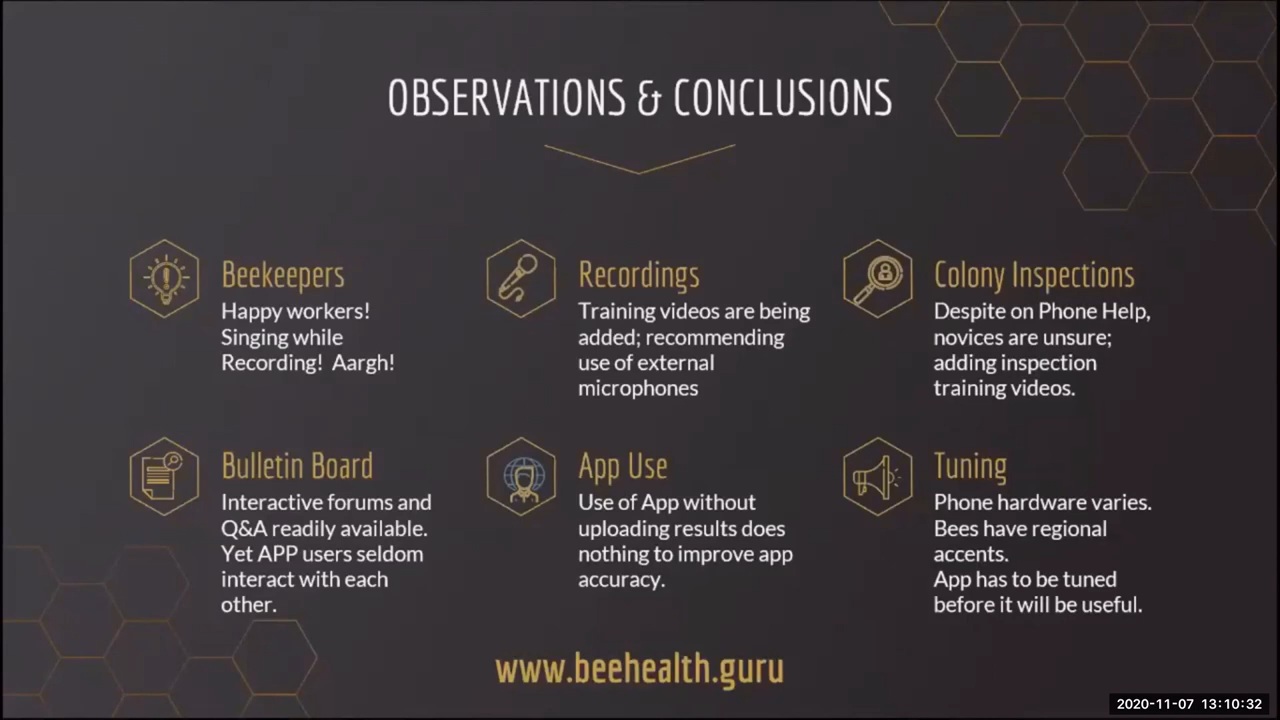 OBSERVATIONS & CONCLUSIONS
Beekeepers
Happy workers!
Singing while
Recording!  Aargh!
Recordings
Training videos are being
added; recommending
use of external
microphones
Colony Inspections
Despite on Phone Help,
novices are unsure;
adding inspection
training videos.
Bulletin Board
Interactive forums and
Q&A readily available.
Yet APP users seldom
interact with each
other.
App Use
Use of App without
uploading results does
nothing to improve app
accuracy.
Tuning
Phone hardware varies.
Bees have regional
accents.
App has to be tuned
before it will be useful.
www.beehealth.guru
2020-11-07 13:10:32